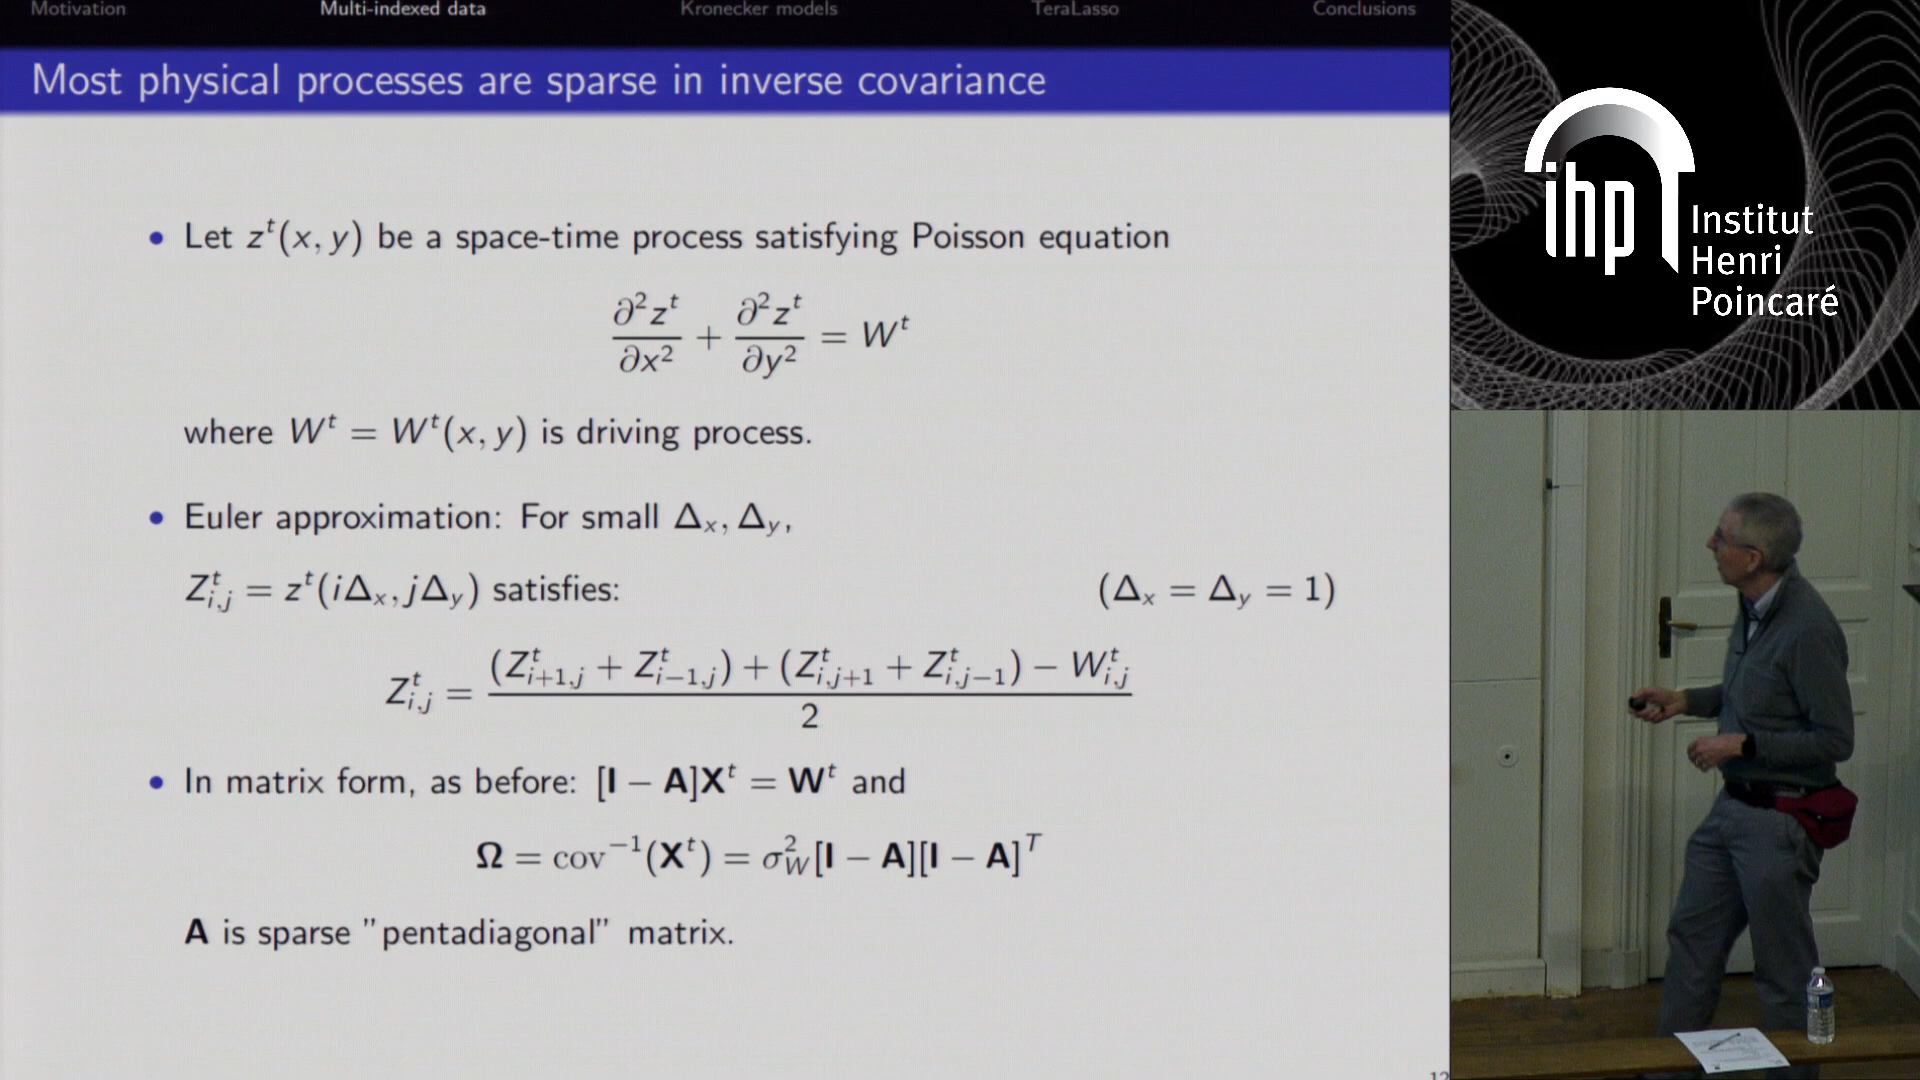 Motivation Multi-indexed data Kronecker models TeraLasso Conclusions
Most physical processes are sparse in inverse covariance
• Let z^t(x, y) be a space-time process satisfying Poisson equation
∂²z^t/∂x² + ∂²z^t/∂y² = W^t
where W^t = W^t(x, y) is driving process.
• Euler approximation: For small Δ_x, Δ_y,
Z^t_{i,j} = z^t(iΔ_x, jΔ_y) satisfies: (Δ_x = Δ_y = 1)
Z^t_{i,j} = ((Z^t_{i+1,j} + Z^t_{i−1,j}) + (Z^t_{i,j+1} + Z^t_{i,j−1}) − W^t_{i,j})/2
• In matrix form, as before: [I − A]X^t = W^t and
Ω = cov^{−1}(X^t) = σ²_W[I − A][I − A]^T
A is sparse "pentadiagonal" matrix.
ihp
Institut
Henri
Poincaré